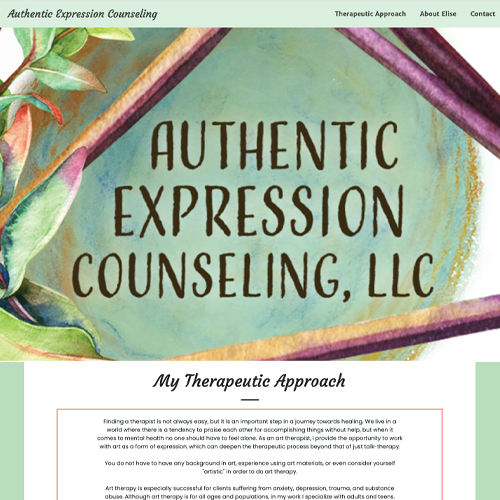 Authentic Expression Counseling
Therapeutic Approach About Elise Contact
AUTHENTIC
EXPRESSION
COUNSELING, LLC
My Therapeutic Approach
Finding a therapist is not always easy, but it is an important step in a journey towards healing. We live in a
world where there is a tendency to praise each other for accomplishing things without help, but when it
comes to mental health no one should have to feel alone. As an art therapist, I provide the opportunity to work
with art as a form of expression, which can deepen the therapeutic process beyond that of just talk-therapy.
You do not have to have any background in art, experience using art materials, or even consider yourself
"artistic" in order to do art therapy.
Art therapy is especially successful for clients suffering from anxiety, depression, trauma, and substance
abuse. Although art therapy is for all ages and populations, in my work I specialize with adults and teens,